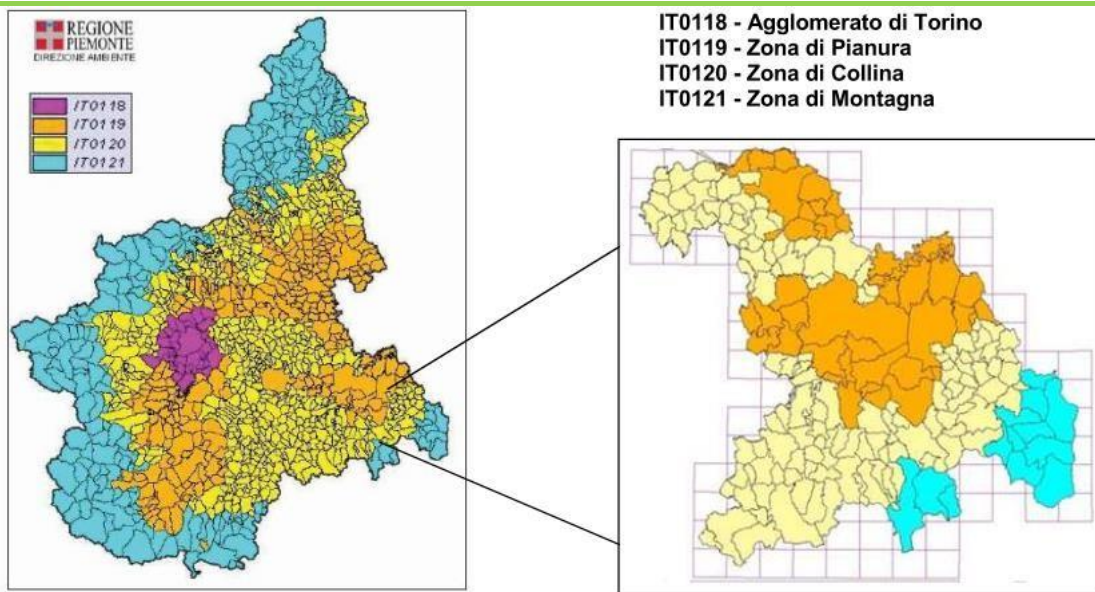 REGIONE
PIEMONTE
DIREZIONE AMBIENTE
IT0118
IT0119
IT0120
IT0121
IT0118 - Agglomerato di Torino
IT0119 - Zona di Pianura
IT0120 - Zona di Collina
IT0121 - Zona di Montagna